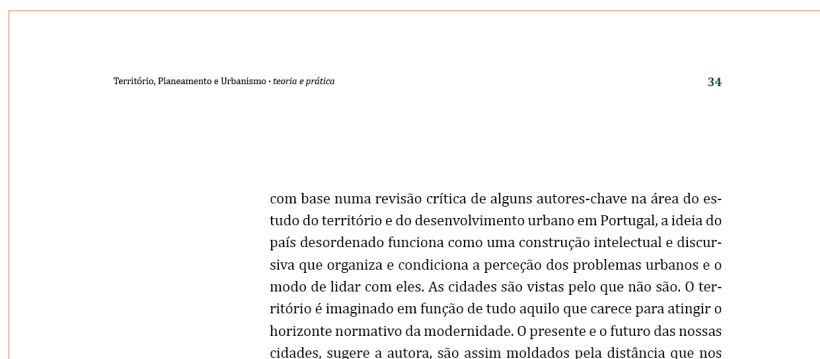 Território, Planeamento e Urbanismo • teoria e prática 34
com base numa revisão crítica de alguns autores-chave na área do es-
tudo do território e do desenvolvimento urbano em Portugal, a ideia do
país desordenado funciona como uma construção intelectual e discur-
siva que organiza e condiciona a perceção dos problemas urbanos e o
modo de lidar com eles. As cidades são vistas pelo que não são. O ter-
ritório é imaginado em função de tudo aquilo que carece para atingir o
horizonte normativo da modernidade. O presente e o futuro das nossas
cidades, sugere a autora, são assim moldados pela distância que nos